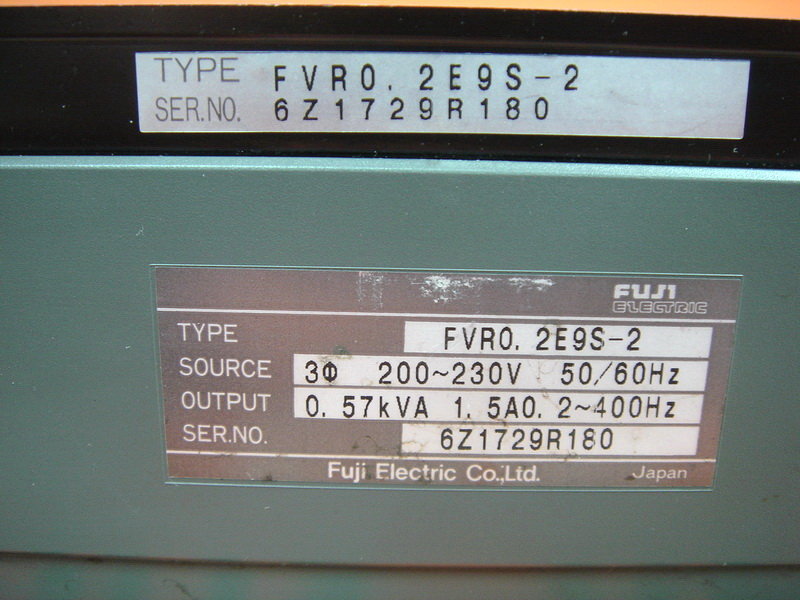 TYPE FVR0.2E9S-2
SER.NO. 6Z1729R180
FUJI
ELECTRIC
TYPE FVR0.2E9S-2
SOURCE 3Φ 200~230V 50/60Hz
OUTPUT 0.57kVA 1.5A0.2~400Hz
SER.NO. 6Z1729R180
Fuji Electric Co.,Ltd. Japan